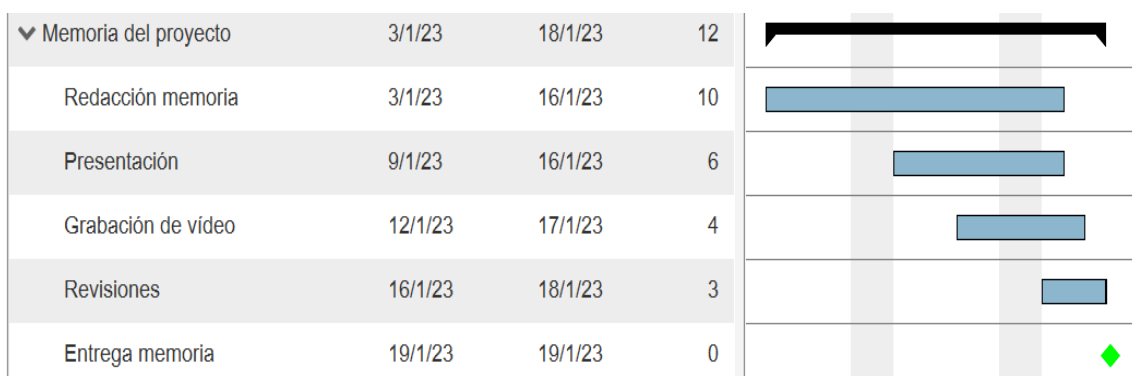 Memoria del proyecto 3/1/23 18/1/23 12
Redacción memoria 3/1/23 16/1/23 10
Presentación 9/1/23 16/1/23 6
Grabación de vídeo 12/1/23 17/1/23 4
Revisiones 16/1/23 18/1/23 3
Entrega memoria 19/1/23 19/1/23 0